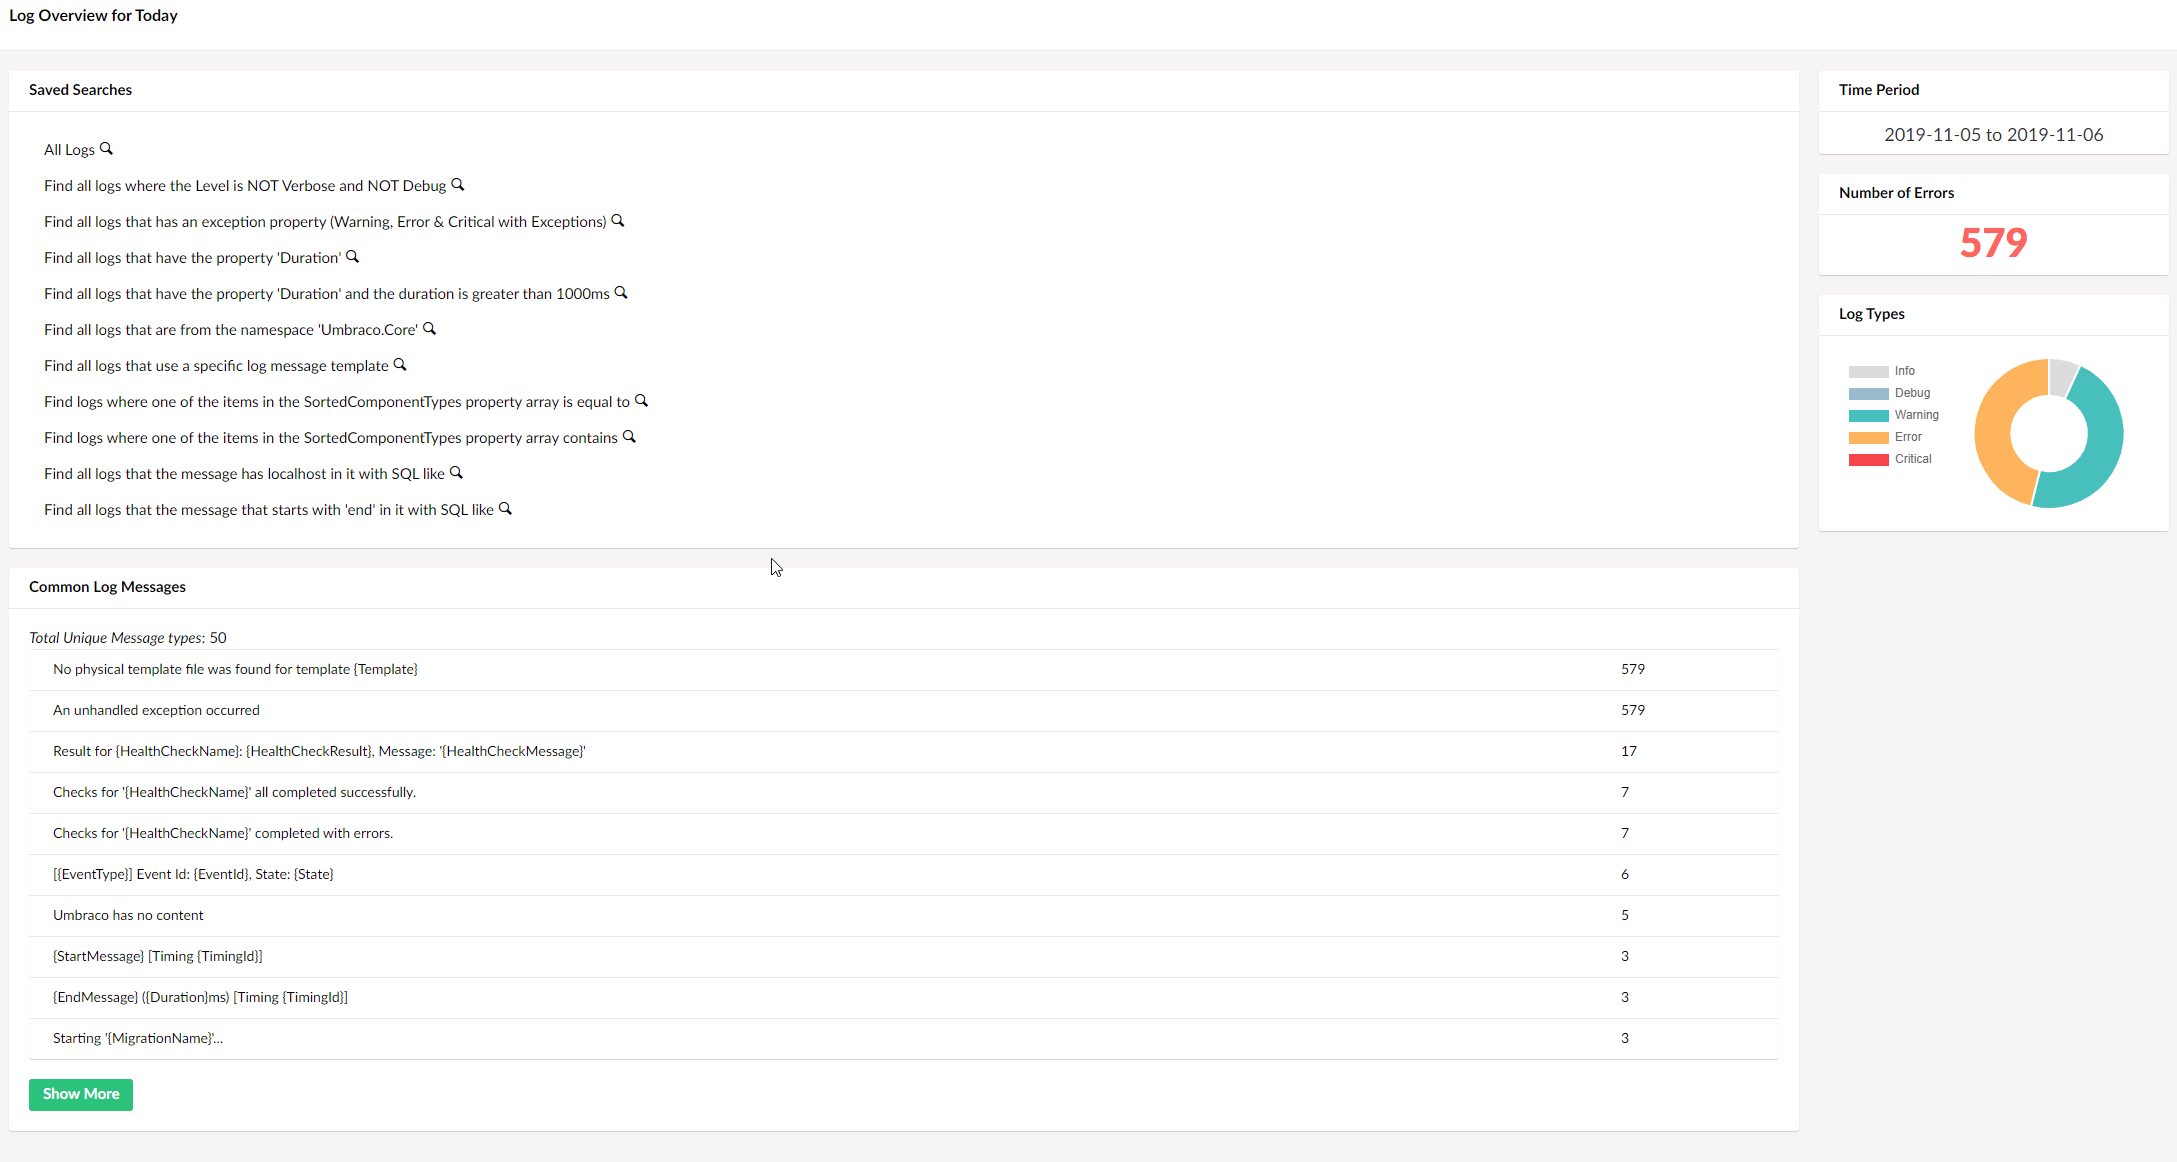 Log Overview for Today
Saved Searches
All Logs
Find all logs where the Level is NOT Verbose and NOT Debug
Find all logs that has an exception property (Warning, Error & Critical with Exceptions)
Find all logs that have the property 'Duration'
Find all logs that have the property 'Duration' and the duration is greater than 1000ms
Find all logs that are from the namespace 'Umbraco.Core'
Find all logs that use a specific log message template
Find logs where one of the items in the SortedComponentTypes property array is equal to
Find logs where one of the items in the SortedComponentTypes property array contains
Find all logs that the message has localhost in it with SQL like
Find all logs that the message that starts with 'end' in it with SQL like
Common Log Messages
Total Unique Message types: 50
No physical template file was found for template {Template} 579
An unhandled exception occurred 579
Result for {HealthCheckName}: {HealthCheckResult}, Message: '{HealthCheckMessage}' 17
Checks for '{HealthCheckName}' all completed successfully. 7
Checks for '{HealthCheckName}' completed with errors. 7
[{EventType}] Event Id: {EventId}, State: {State} 6
Umbraco has no content 5
{StartMessage} [Timing {TimingId}] 3
{EndMessage} ({Duration}ms) [Timing {TimingId}] 3
Starting '{MigrationName}'... 3
Show More
Time Period
2019-11-05 to 2019-11-06
Number of Errors
579
Log Types
Info
Debug
Warning
Error
Critical